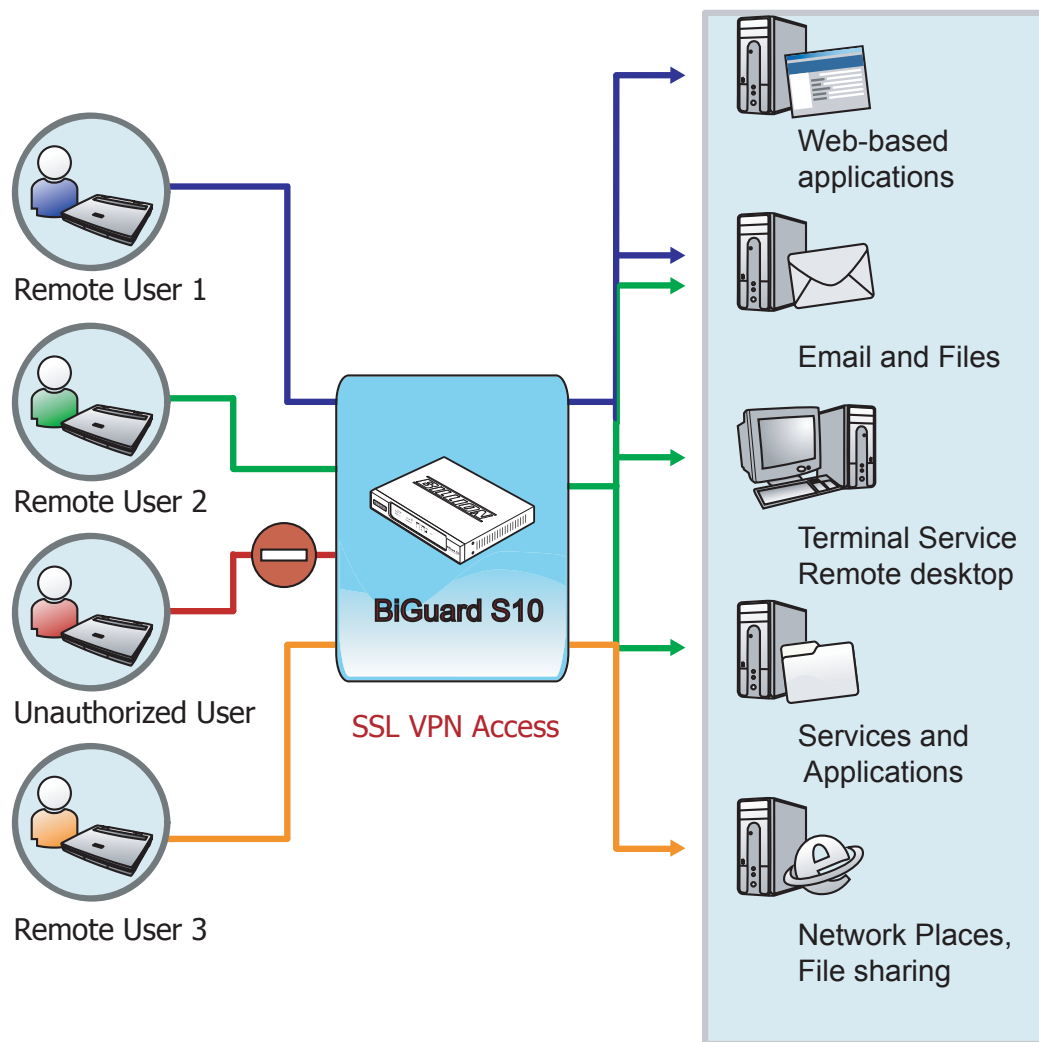 Remote User 1
Remote User 2
Unauthorized User
Remote User 3
BILLION
BiGuard S10
SSL VPN Access
Web-based
applications
Email and Files
Terminal Service
Remote desktop
Services and
Applications
Network Places,
File sharing